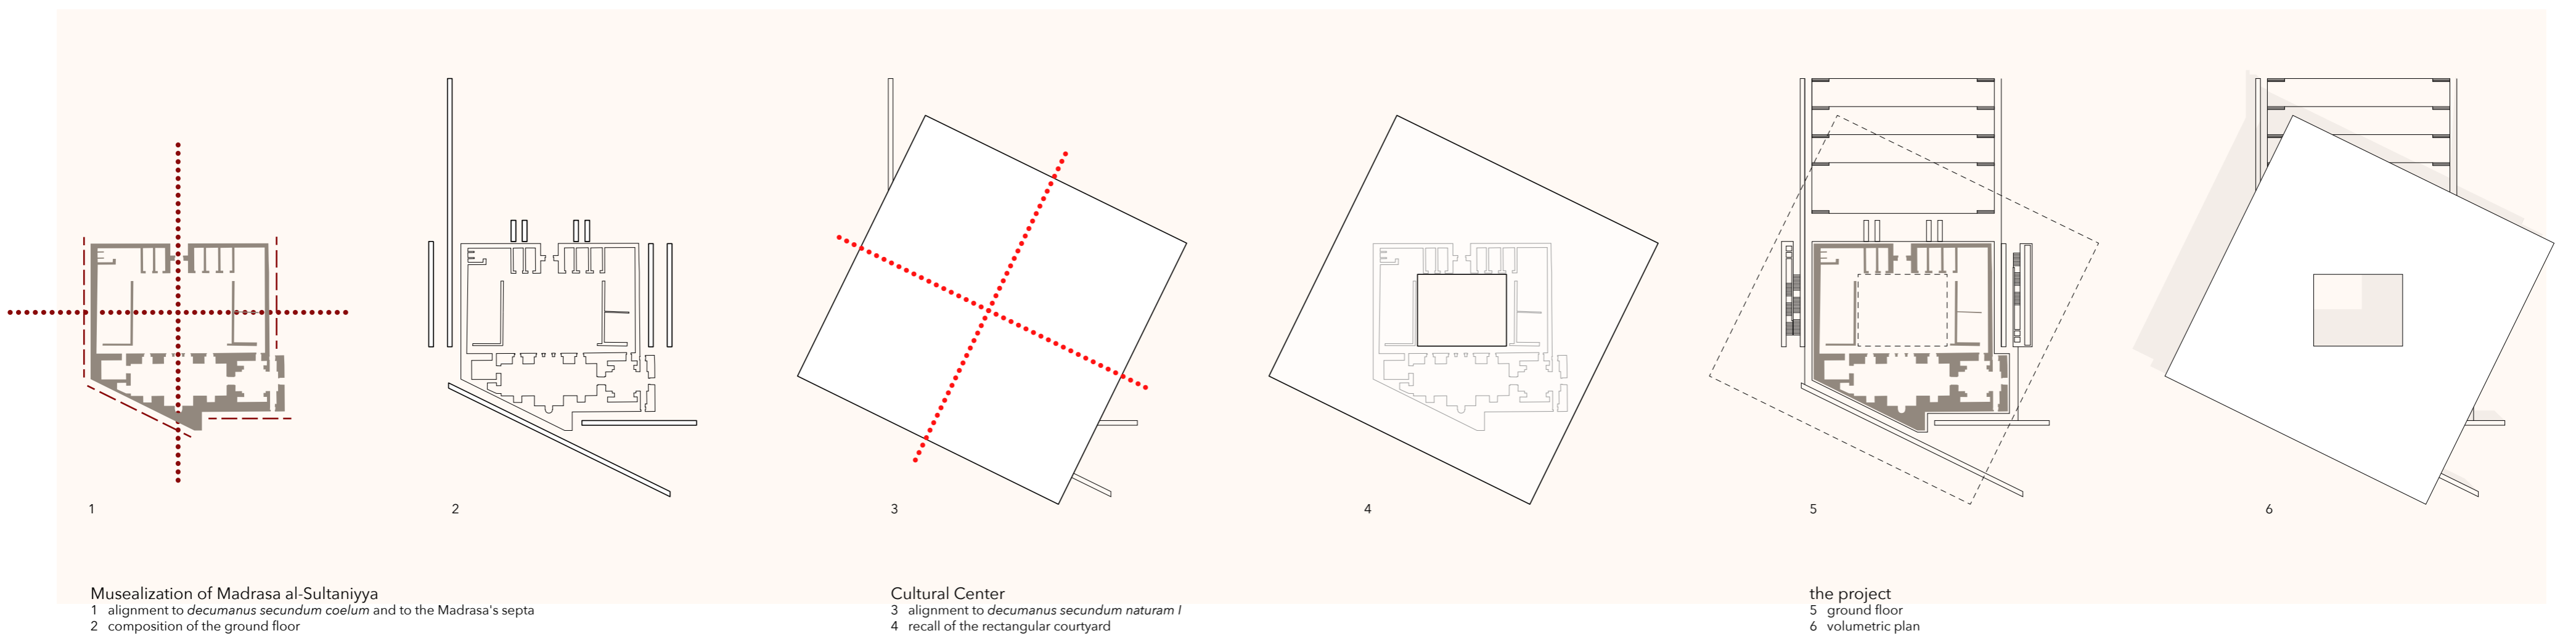 1
2
3
4
5
6
Musealization of Madrasa al-Sultaniyya
1 alignment to decumanus secundum coelum and to the Madrasa's septa
2 composition of the ground floor
Cultural Center
3 alignment to decumanus secundum naturam I
4 recall of the rectangular courtyard
the project
5 ground floor
6 volumetric plan